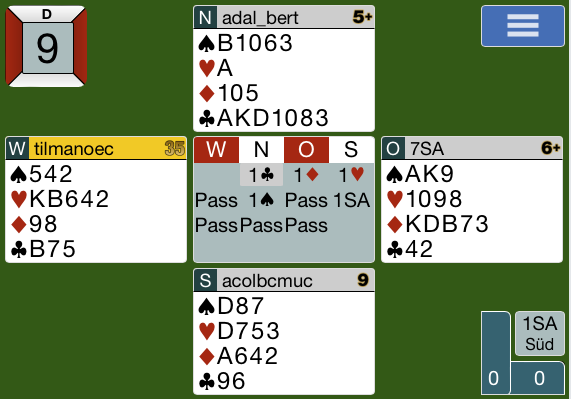 D
9
N adal_bert 5+
♠B1063
♥A
♦105
♣AKD1083
W tilmanoec 35
♠542
♥KB642
♦98
♣B75
W N O S
1♣ 1♦ 1♥
Pass 1♠ Pass 1SA
Pass Pass Pass
O 7SA 6+
♠AK9
♥1098
♦KDB73
♣42
S acolbcmuc 9
♠D87
♥D753
♦A642
♣96
1SA
Süd
0 0